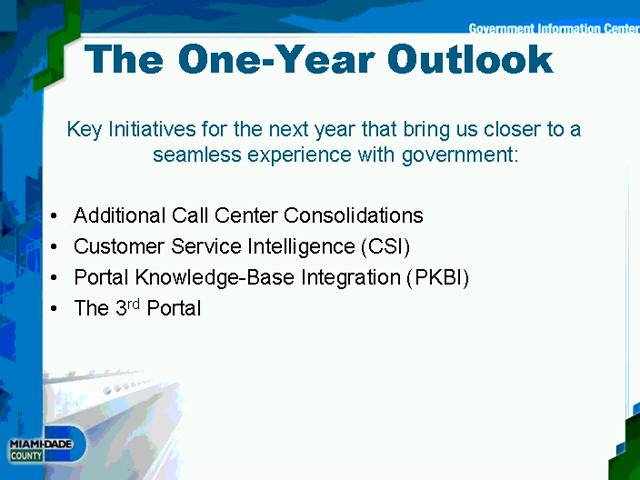 Government Information Center
The One-Year Outlook
Key Initiatives for the next year that bring us closer to a
seamless experience with government:
• Additional Call Center Consolidations
• Customer Service Intelligence (CSI)
• Portal Knowledge-Base Integration (PKBI)
• The 3rd Portal
MIAMI-DADE
COUNTY